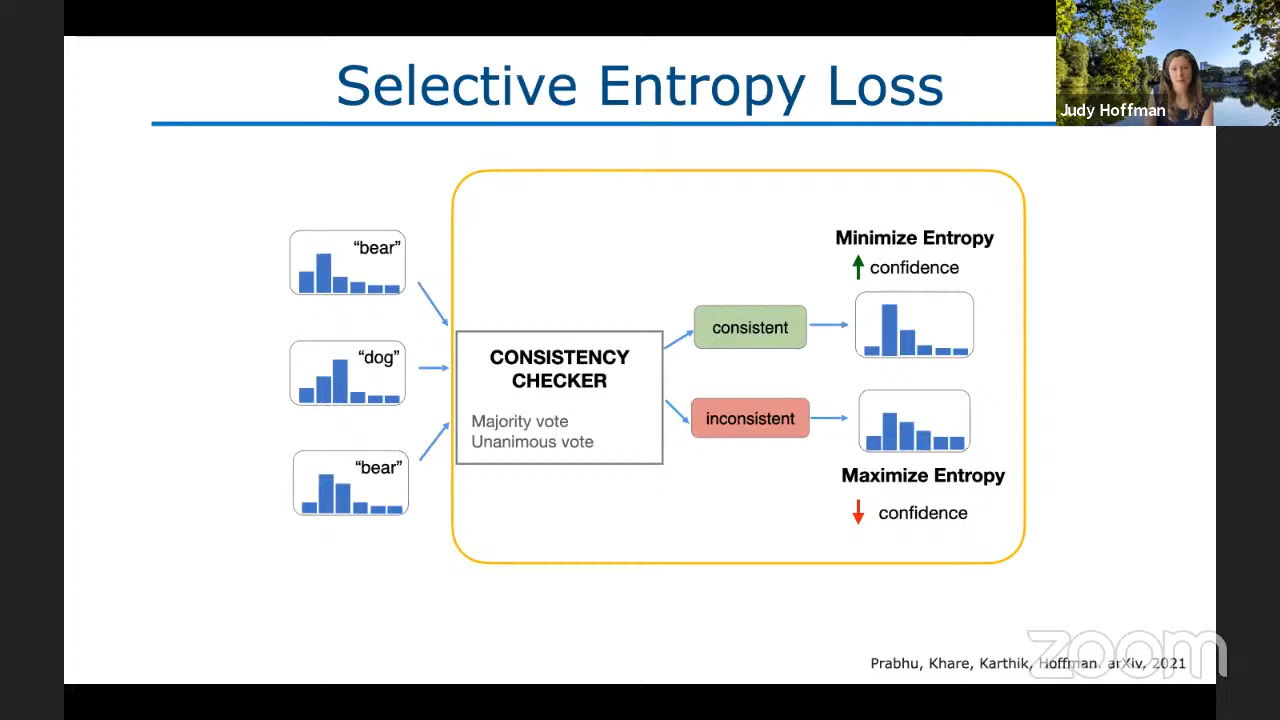 Selective Entropy Loss
Judy Hoffman
“bear”
“dog”
“bear”
CONSISTENCY
CHECKER
Majority vote
Unanimous vote
consistent
inconsistent
Minimize Entropy
confidence
Maximize Entropy
confidence
Prabhu, Khare, Karthik, Hoffman. arXiv, 2021
zoom